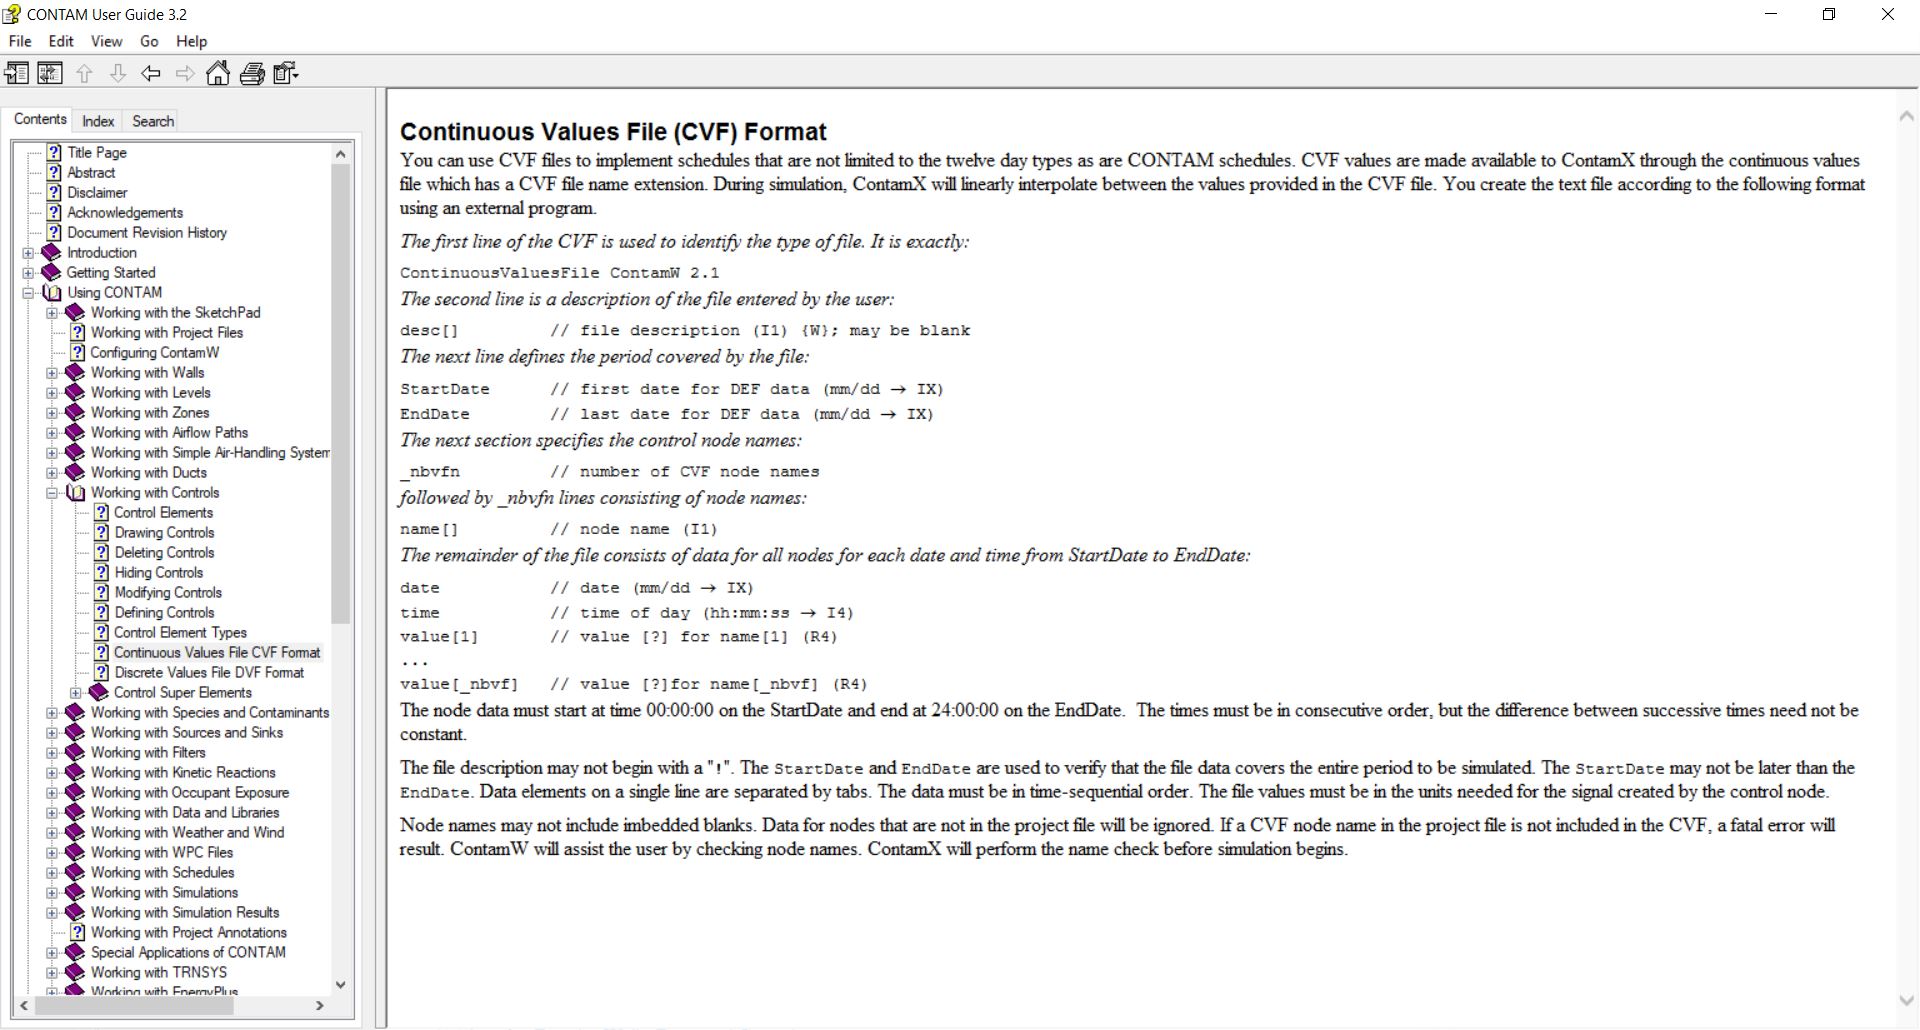 CONTAM User Guide 3.2
File Edit View Go Help
Contents Index Search
Title Page
Abstract
Disclaimer
Acknowledgements
Document Revision History
Introduction
Getting Started
Using CONTAM
Working with the SketchPad
Working with Project Files
Configuring ContamW
Working with Walls
Working with Levels
Working with Zones
Working with Airflow Paths
Working with Simple Air-Handling System
Working with Ducts
Working with Controls
Control Elements
Drawing Controls
Deleting Controls
Hiding Controls
Modifying Controls
Defining Controls
Control Element Types
Continuous Values File CVF Format
Discrete Values File DVF Format
Control Super Elements
Working with Species and Contaminants
Working with Sources and Sinks
Working with Filters
Working with Kinetic Reactions
Working with Occupant Exposure
Working with Data and Libraries
Working with Weather and Wind
Working with WPC Files
Working with Schedules
Working with Simulations
Working with Simulation Results
Working with Project Annotations
Special Applications of CONTAM
Working with TRNSYS
Working with EnergyPlus
Continuous Values File (CVF) Format
You can use CVF files to implement schedules that are not limited to the twelve day types as are CONTAM schedules. CVF values are made available to ContamX through the continuous values
file which has a CVF file name extension. During simulation, ContamX will linearly interpolate between the values provided in the CVF file. You create the text file according to the following format
using an external program.
The first line of the CVF is used to identify the type of file. It is exactly:
ContinuousValuesFile ContamW 2.1
The second line is a description of the file entered by the user:
desc[] // file description (I1) {W}; may be blank
The next line defines the period covered by the file:
StartDate // first date for DEF data (mm/dd → IX)
EndDate // last date for DEF data (mm/dd → IX)
The next section specifies the control node names:
_nbvfn // number of CVF node names
followed by _nbvfn lines consisting of node names:
name[] // node name (I1)
The remainder of the file consists of data for all nodes for each date and time from StartDate to EndDate:
date // date (mm/dd → IX)
time // time of day (hh:mm:ss → I4)
value[1] // value [?] for name[1] (R4)
...
value[_nbvf] // value [?]for name[_nbvf] (R4)
The node data must start at time 00:00:00 on the StartDate and end at 24:00:00 on the EndDate. The times must be in consecutive order, but the difference between successive times need not be
constant.
The file description may not begin with a "!". The StartDate and EndDate are used to verify that the file data covers the entire period to be simulated. The StartDate may not be later than the
EndDate. Data elements on a single line are separated by tabs. The data must be in time-sequential order. The file values must be in the units needed for the signal created by the control node.
Node names may not include imbedded blanks. Data for nodes that are not in the project file will be ignored. If a CVF node name in the project file is not included in the CVF, a fatal error will
result. ContamW will assist the user by checking node names. ContamX will perform the name check before simulation begins.